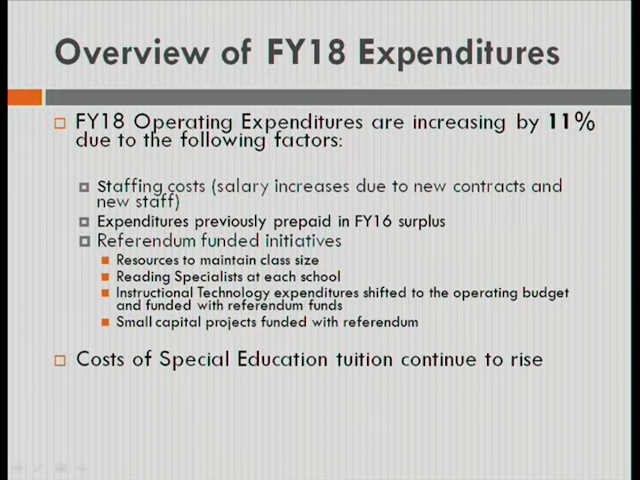 Overview of FY18 Expenditures
FY18 Operating Expenditures are increasing by 11%
due to the following factors:
Staffing costs (salary increases due to new contracts and
new staff)
Expenditures previously prepaid in FY16 surplus
Referendum funded initiatives
Resources to maintain class size
Reading Specialists at each school
Instructional Technology expenditures shifted to the operating budget
and funded with referendum funds
Small capital projects funded with referendum
Costs of Special Education tuition continue to rise